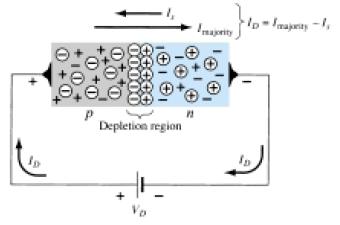 I_s
I_majority
I_D = I_majority − I_s
+ −
p n
Depletion region
I_D I_D
+ −
V_D